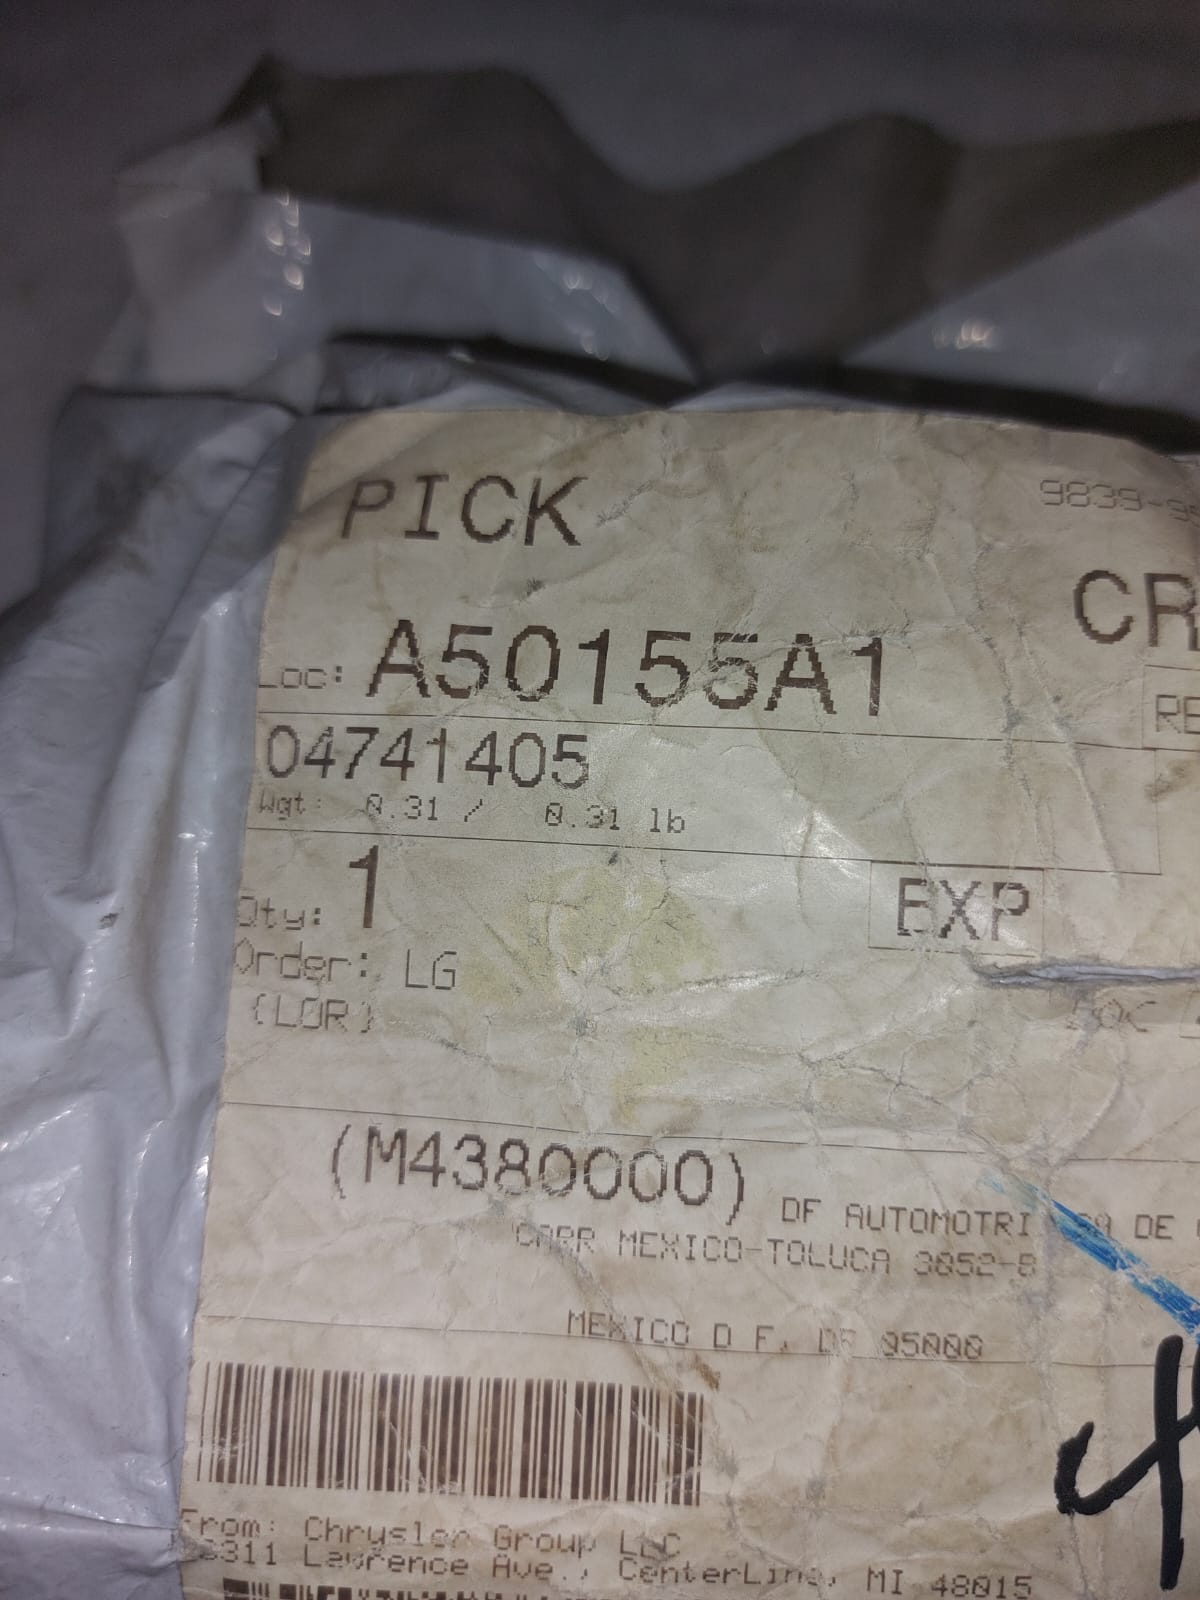 PICK
9839-9
CR
Loc: A50155A1
RE
04741405
Wgt: 0.31 / 0.31 lb
Qty: 1
EXP
Order: LG
(LOR)
(M4380000) DF AUTOMOTRI DE
CARR MEXICO-TOLUCA 3852-B
MEXICO D F, DF 05000
From: Chrysler Group LLC
Lawrence Ave., CenterLine, MI 48015